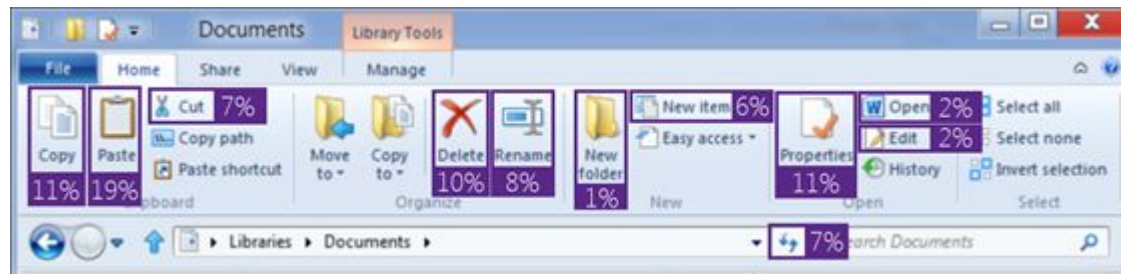 Documents Library Tools
File Home Share View Manage
Copy 11%
Paste 19%
Cut 7%
Copy path
Paste shortcut
Move to
Copy to
Delete 10%
Rename 8%
Organize
New folder 1%
New item 6%
Easy access
New
Properties 11%
W Open 2%
Edit 2%
History
Select all
Select none
Invert selection
Select
Libraries Documents 7% Documents